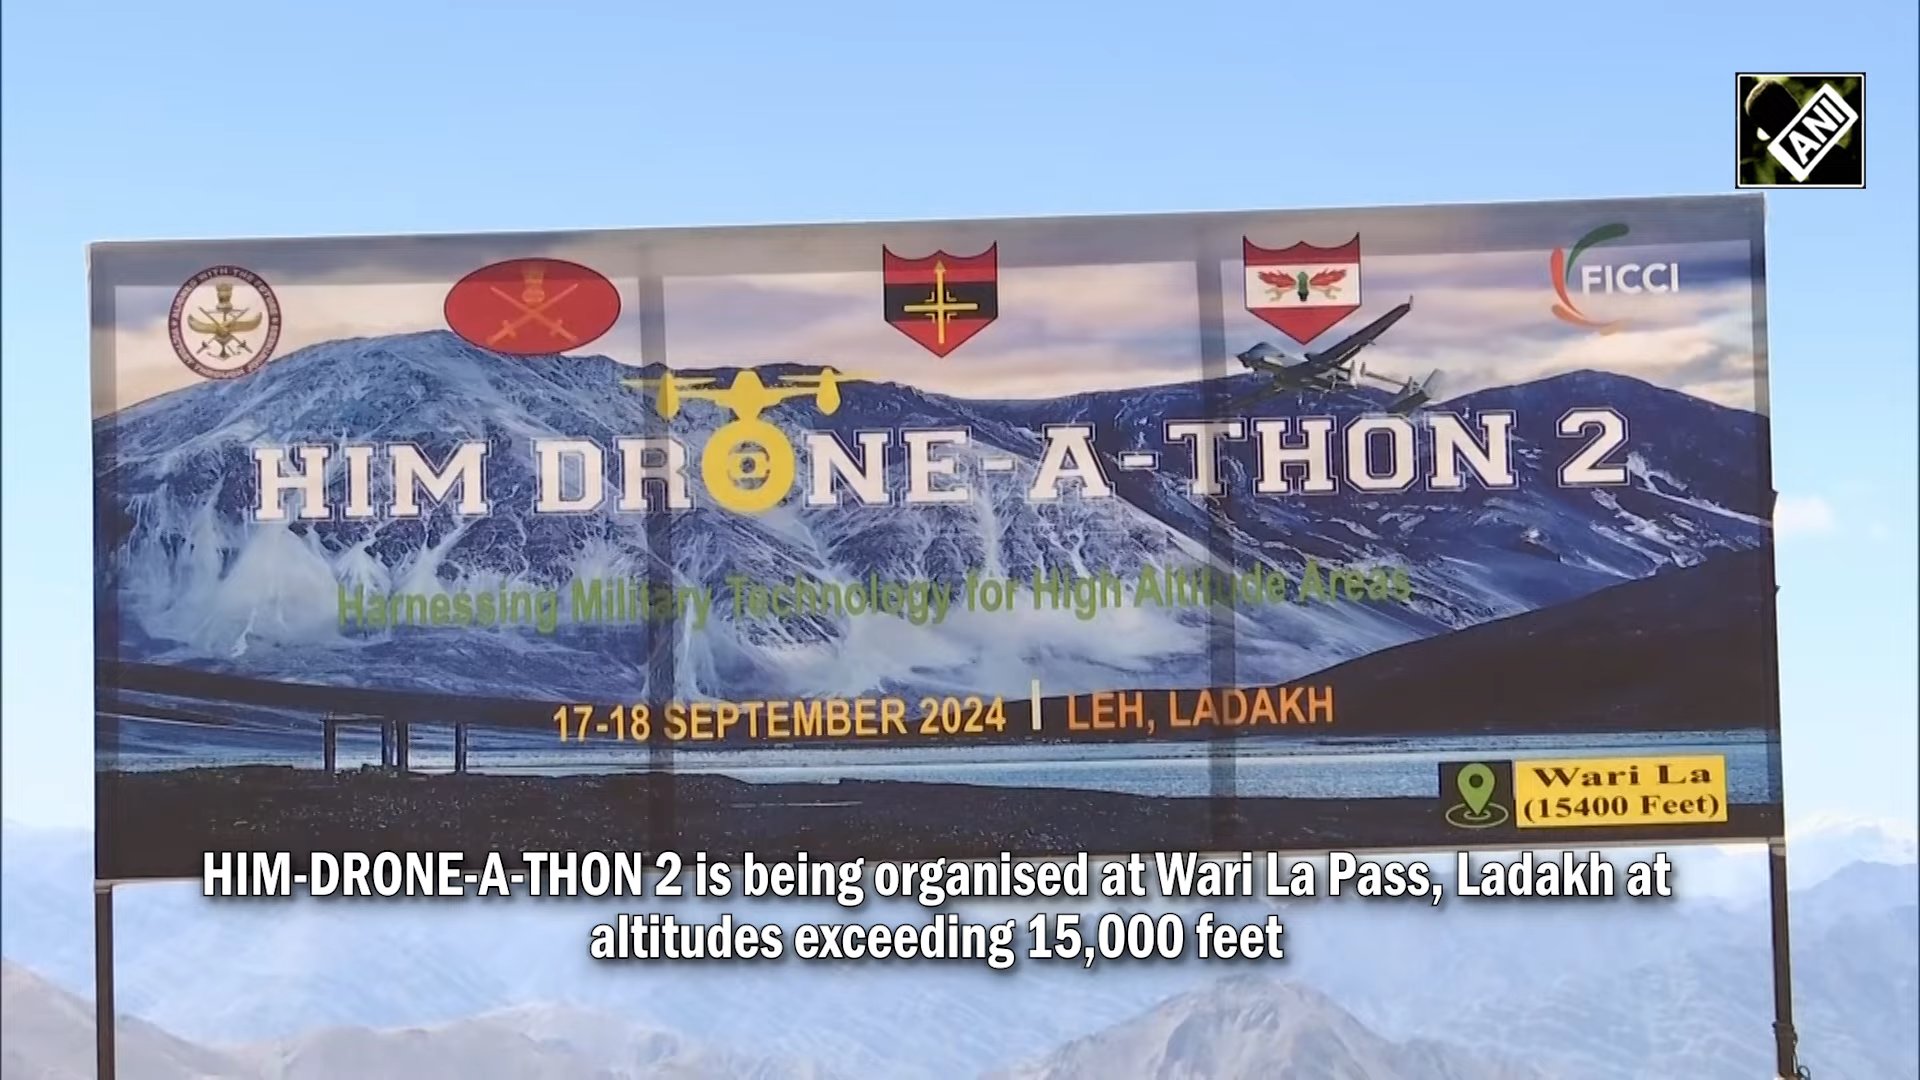 ANI
FICCI
HIM DRONE-A-THON 2
Harnessing Military Technology for High Altitude Areas
17-18 SEPTEMBER 2024 | LEH, LADAKH
Wari La
(15400 Feet)
HIM-DRONE-A-THON 2 is being organised at Wari La Pass, Ladakh at
altitudes exceeding 15,000 feet